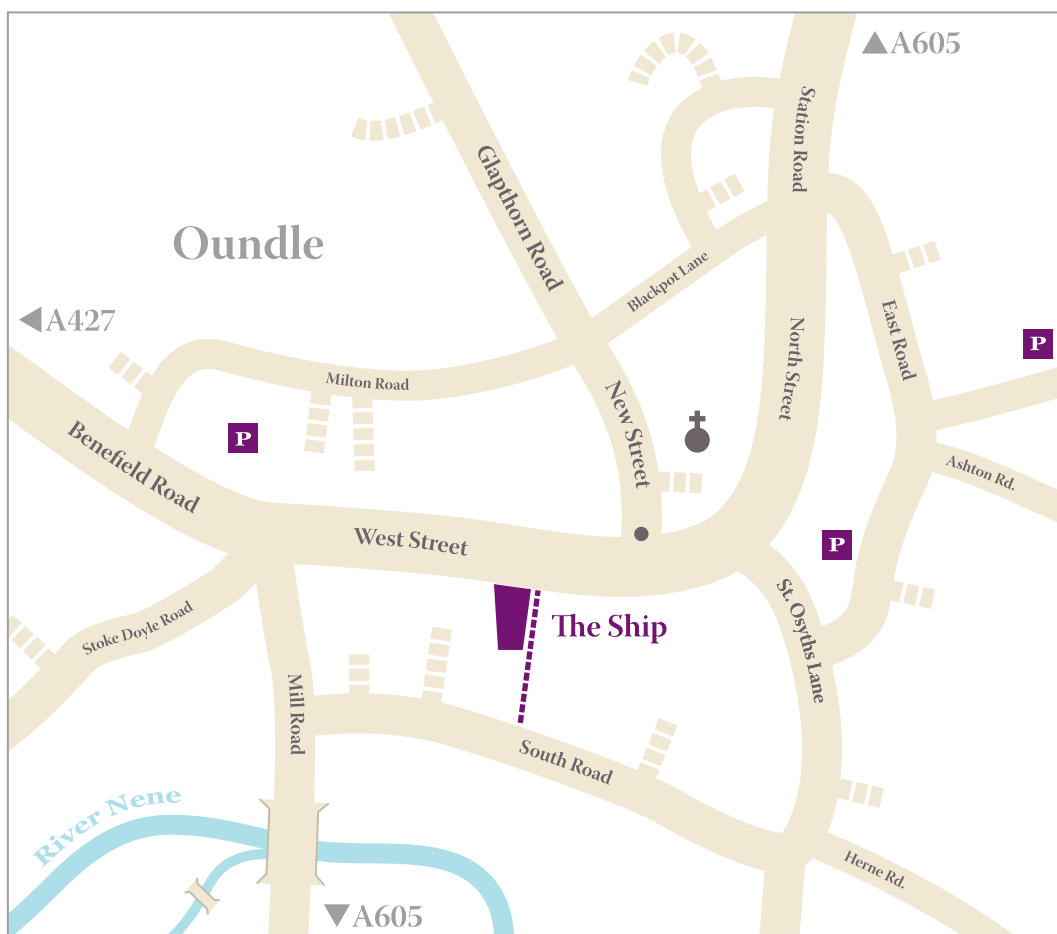 A605
Station Road
Glapthorn Road
Oundle
Blackpot Lane
A427
East Road
P
North Street
Milton Road
New Street
P
Benefield Road
Ashton Rd.
West Street
P
St. Osyths Lane
The Ship
Stoke Doyle Road
Mill Road
South Road
River Nene
Herne Rd.
A605